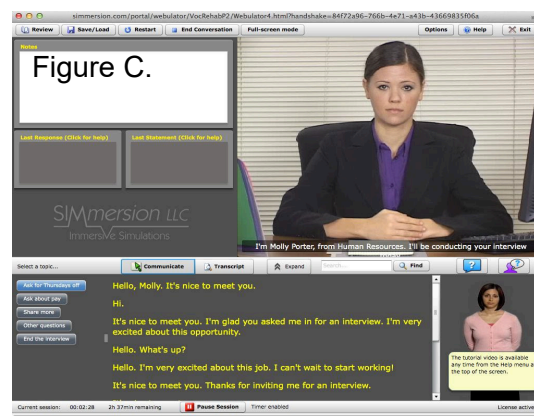 simmersion.com/portal/webulator/VocRehabP2/Webulator4.html?handshake=84f72a96-766b-4e71-a43b-43669835f06a
Review
Save/Load
Restart
End Conversation
Full-screen mode
Options
Help
Exit
Notes
Figure C.
Last Response (Click for help)
Last Statement (Click for help)
SIMmersion LLC
Immersive Simulations
I'm Molly Porter, from Human Resources. I'll be conducting your interview
Select a topic...
Communicate
Transcript
Expand
Search...
Find
Ask for Thursdays off
Ask about pay
Share more
Other questions
End the interview
Hello, Molly. It's nice to meet you.
Hi.
It's nice to meet you. I'm glad you asked me in for an interview. I'm very
excited about this opportunity.
Hello. What's up?
Hello. I'm very excited about this job. I can't wait to start working!
It's nice to meet you. Thanks for inviting me for an interview.
The tutorial video is available
any time from the Help menu a
the top of the screen.
Current session: 00:02:28
2h 37min remaining
Pause Session
Timer enabled
License active